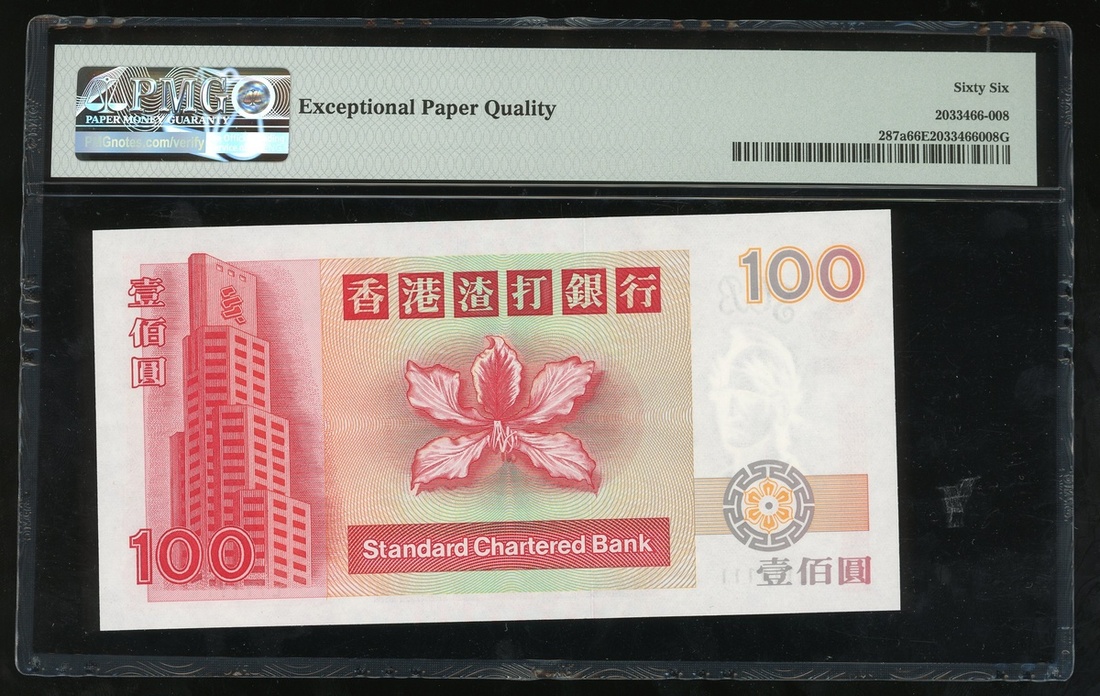 PMG
PAPER MONEY GUARANTY
PMGnotes.com/verify
Exceptional Paper Quality
Sixty Six
2033466-008
287a66E2033466008G
壹佰圓
香港渣打銀行
100
100
Standard Chartered Bank
壹佰圓